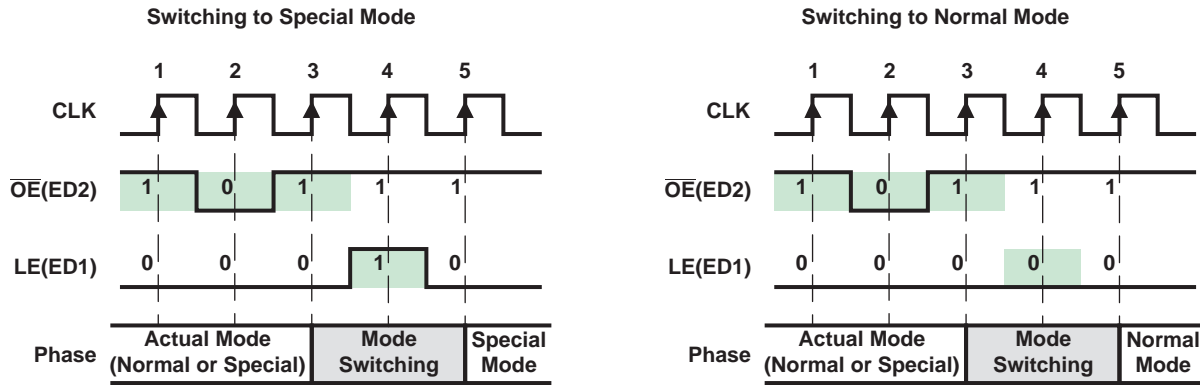 Switching to Special Mode
1 2 3 4 5
CLK
OE(ED2) 1 0 1 1 1
LE(ED1) 0 0 0 1 0
Phase
Actual Mode
(Normal or Special)
Mode
Switching
Special
Mode
Switching to Normal Mode
1 2 3 4 5
CLK
OE(ED2) 1 0 1 1 1
LE(ED1) 0 0 0 0 0
Phase
Actual Mode
(Normal or Special)
Mode
Switching
Normal
Mode